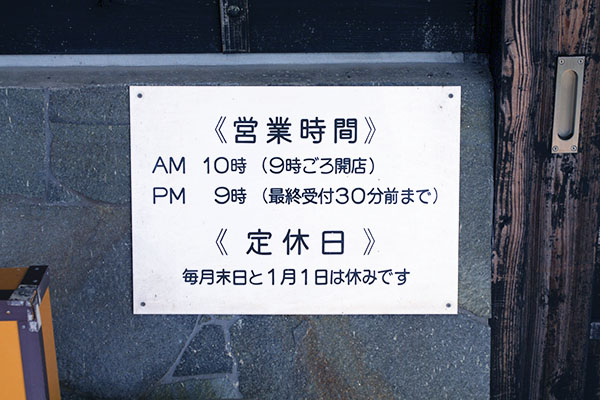 《営業時間》
AM 10時（9時ごろ開店）
PM 9時（最終受付30分前まで）
《定休日》
毎月末日と1月1日は休みです